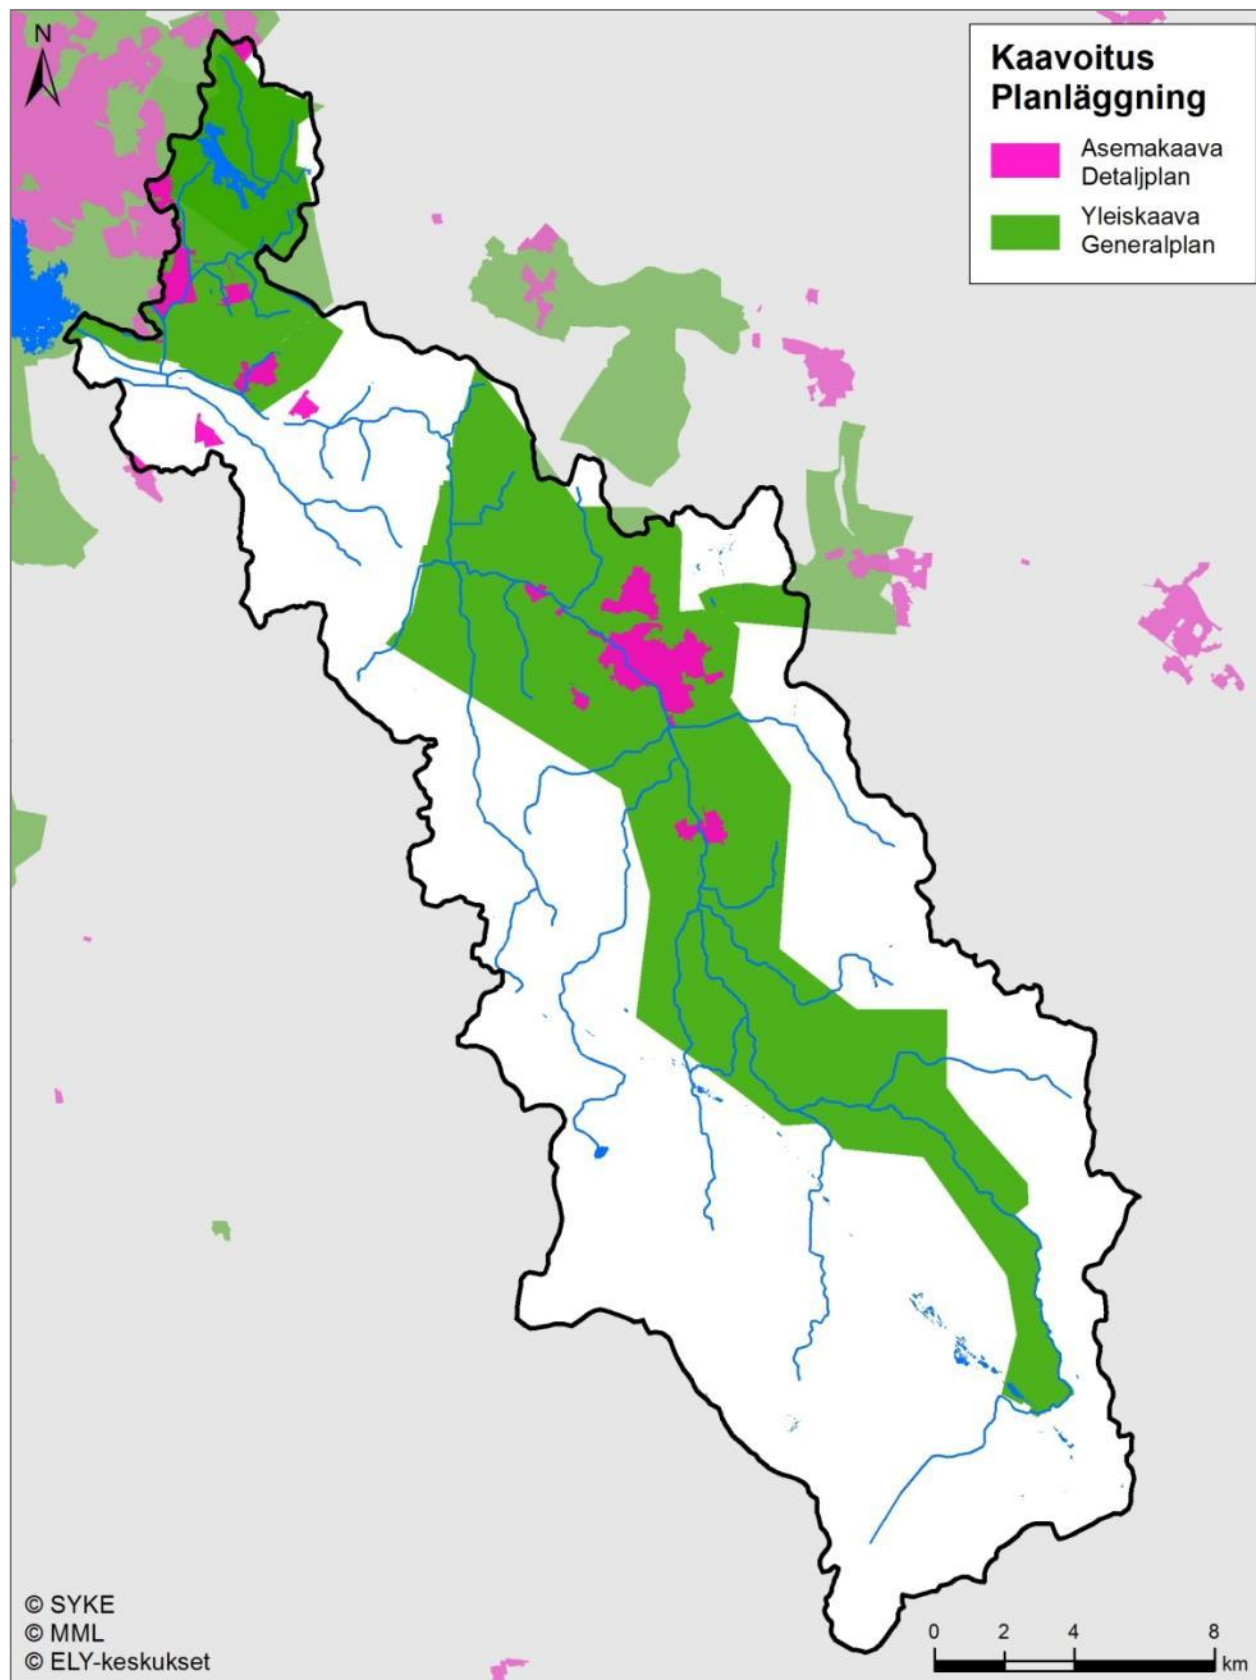 N
Kaavoitus
Planläggning
Asemakaava
Detaljplan
Yleiskaava
Generalplan
© SYKE
© MML
© ELY-keskukset
0 2 4 8
km